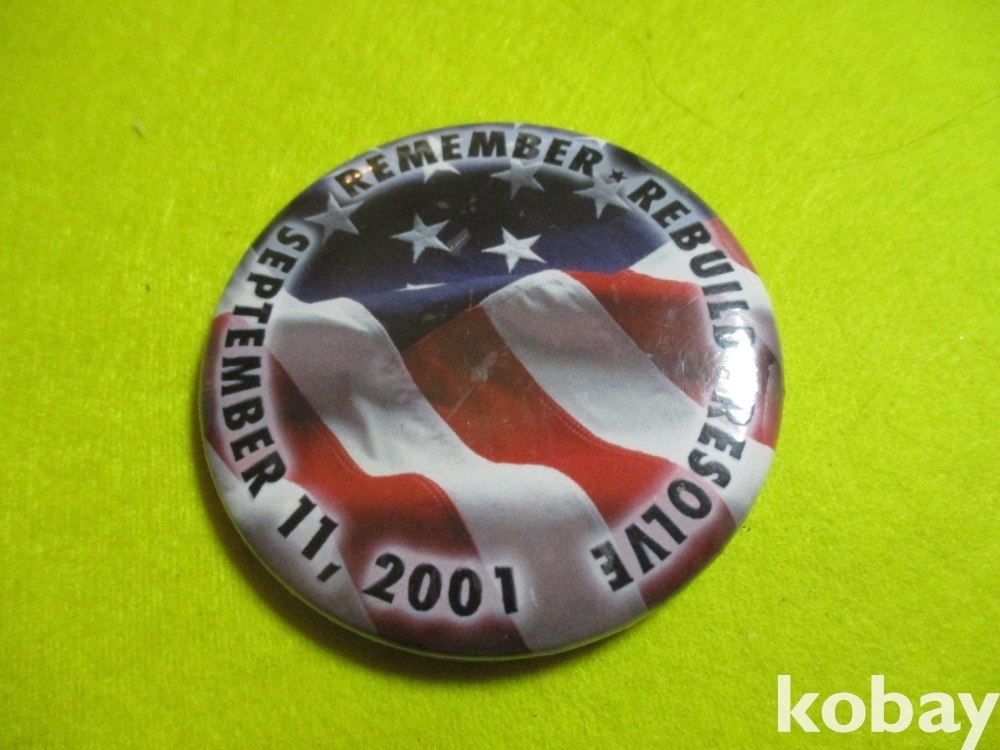 REMEMBER ★ REBUILD ★ RESOLVE
SEPTEMBER 11, 2001
kobay